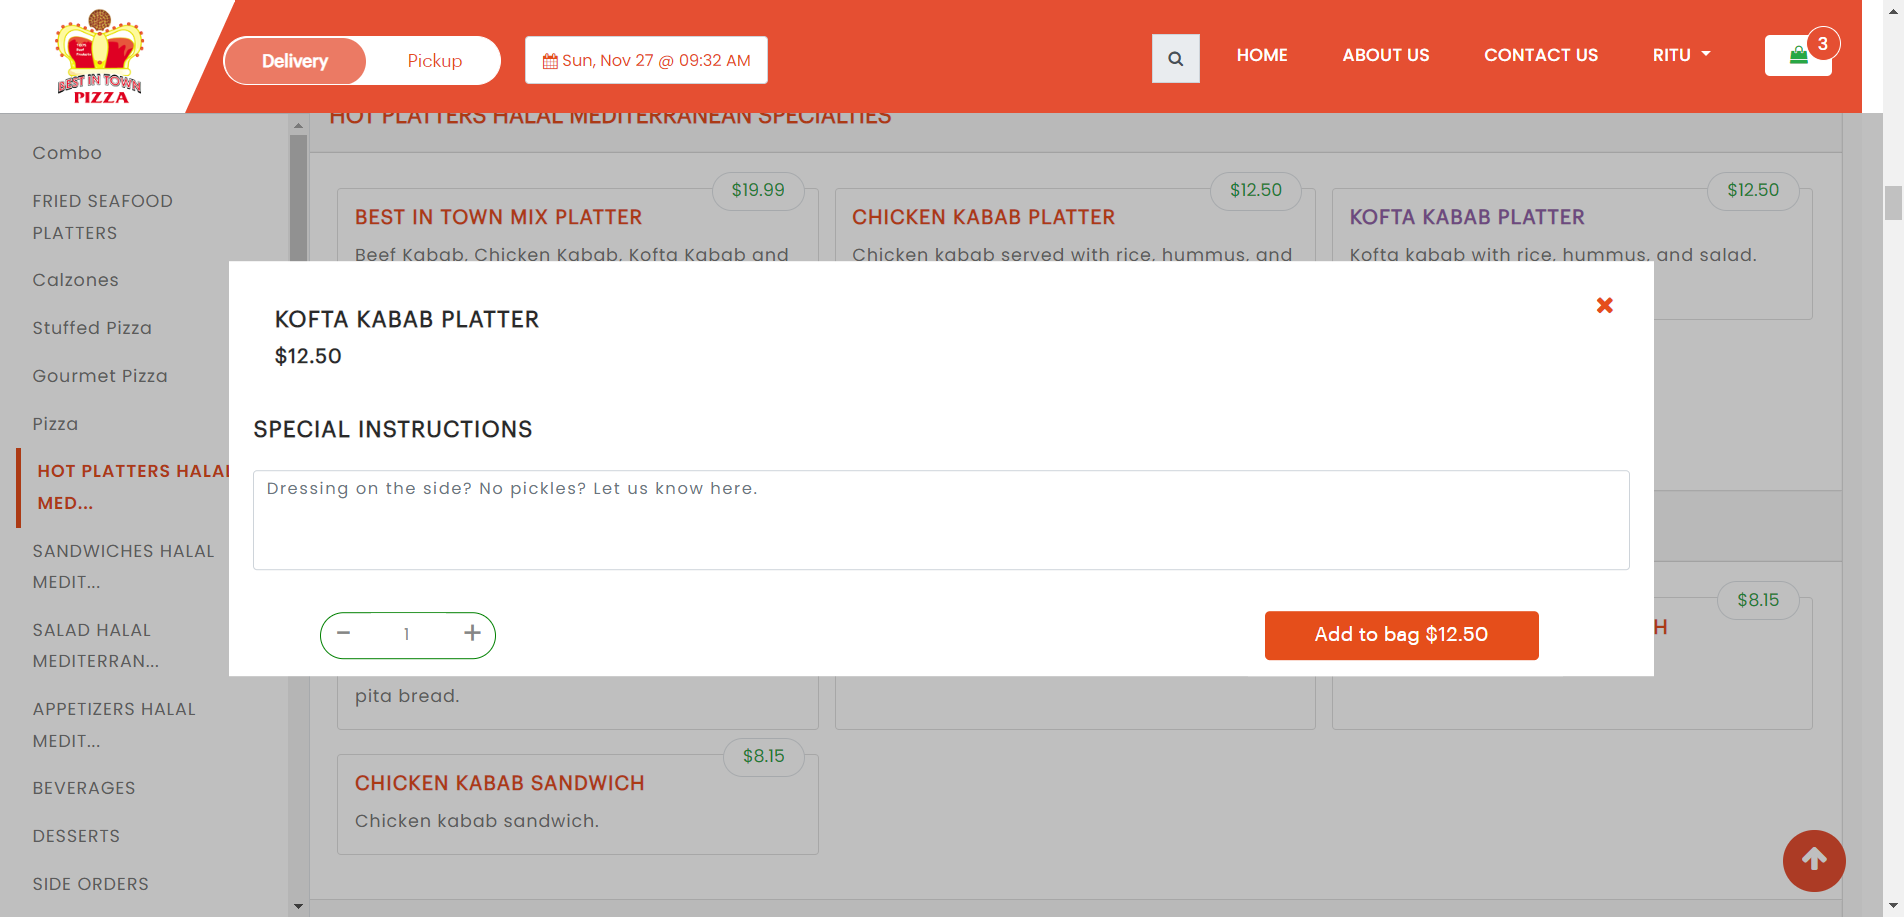 BEST IN TOWN
PIZZA
Delivery
Pickup
Sun, Nov 27 @ 09:32 AM
HOME
ABOUT US
CONTACT US
RITU
3
Combo
FRIED SEAFOOD
PLATTERS
Calzones
Stuffed Pizza
Gourmet Pizza
Pizza
HOT PLATTERS HALAL
MED...
SANDWICHES HALAL
MEDIT...
SALAD HALAL
MEDITERRAN...
APPETIZERS HALAL
MEDIT...
BEVERAGES
DESSERTS
SIDE ORDERS
HOT PLATTERS HALAL MEDITERRANEAN SPECIALTIES
$19.99
BEST IN TOWN MIX PLATTER
Beef Kabab, Chicken Kabab, Kofta Kabab and
$12.50
CHICKEN KABAB PLATTER
Chicken kabab served with rice, hummus, and
$12.50
KOFTA KABAB PLATTER
Kofta kabab with rice, hummus, and salad.
KOFTA KABAB PLATTER
$12.50
SPECIAL INSTRUCTIONS
Dressing on the side? No pickles? Let us know here.
1
Add to bag $12.50
$8.15
H
pita bread.
$8.15
CHICKEN KABAB SANDWICH
Chicken kabab sandwich.